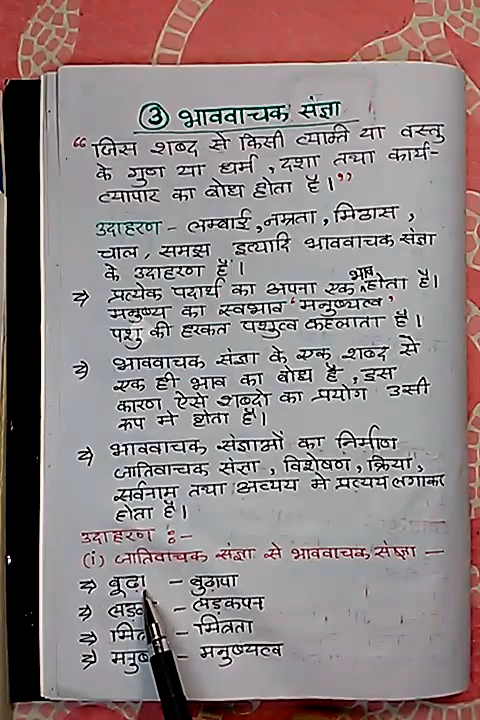 ③ भाववाचक संज्ञा
“जिस शब्द से किसी व्यक्ति या वस्तु
के गुण या धर्म, दशा तथा कार्य-
व्यापार का बोध होता है।”
उदाहरण - लम्बाई, नम्रता, मिठास,
चाल, समझ इत्यादि भाववाचक संज्ञा
के उदाहरण है।
⇒ प्रत्येक पदार्थ का अपना एक भाव होता है।
मनुष्य का स्वभाव "मनुष्यत्व"
पशु की हरकत पशुत्व कहलाता है।
⇒ भाववाचक संज्ञा के एक शब्द से
एक ही भाव का बोध है, इस
कारण ऐसे शब्दो का प्रयोग उसी
रूप मे होता है।
⇒ भाववाचक संज्ञाओं का निर्माण
जातिवाचक संज्ञा, विशेषण, क्रिया,
सर्वनाम तथा अव्यय मे प्रत्यय लगाकर
होता है।
उदाहरण :-
(i) जातिवाचक संज्ञा से भाववाचक संज्ञा -
⇒ बूढ़ा - बुढ़ापा
⇒ - लड़कपन
⇒ - मित्रता
⇒ - मनुष्यत्व